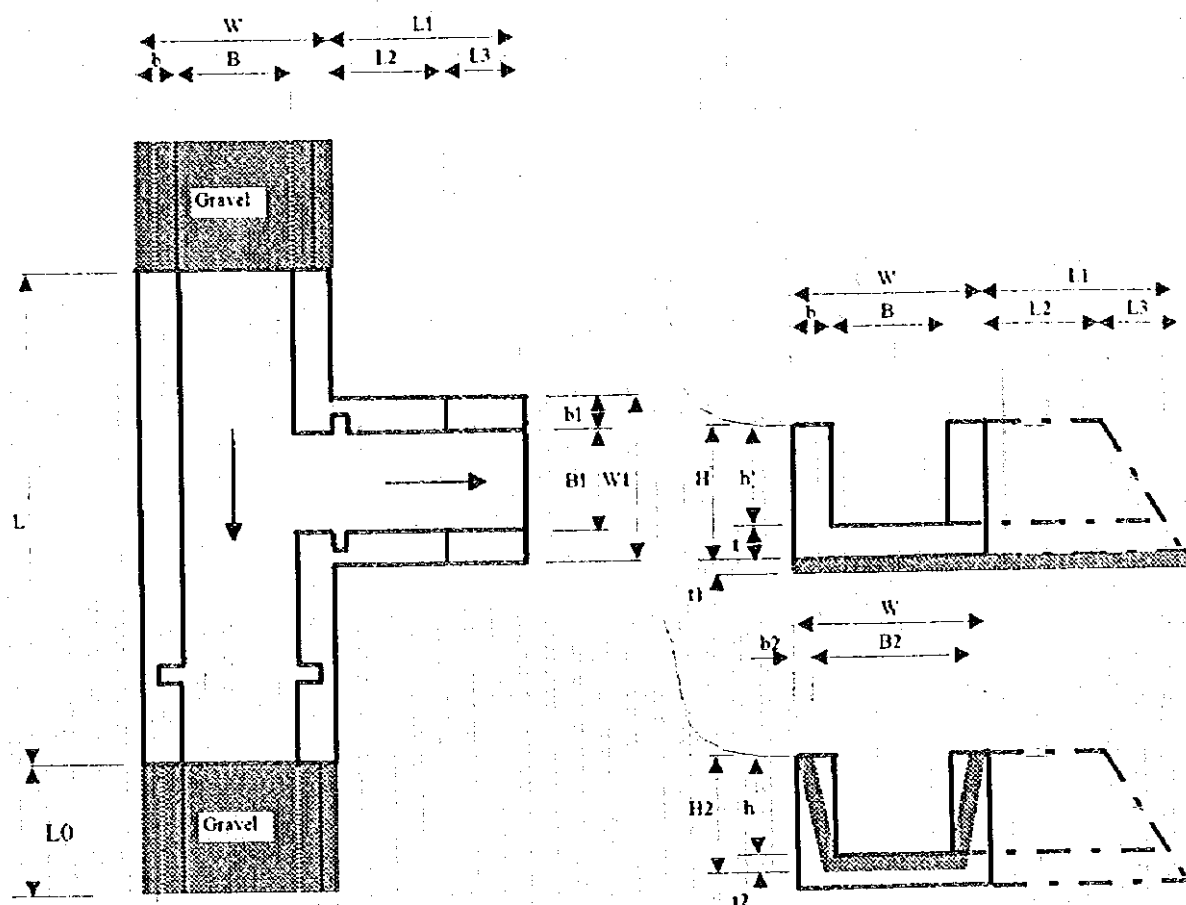 W L1
b B L2 L3
Gravel
L
b1
B1 W1
Gravel
L0
W L1
b B L2 L3
H h'
t
t1
W
b2 B2
H2 h
t2